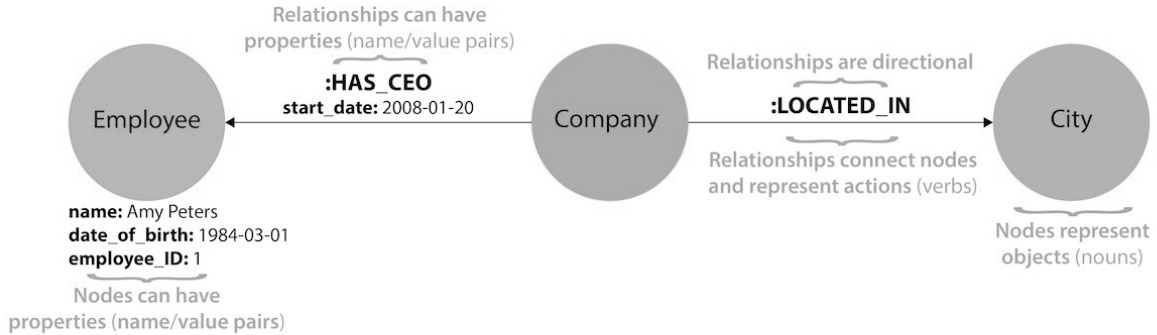 Relationships can have
properties (name/value pairs)
:HAS_CEO
start_date: 2008-01-20
Employee
name: Amy Peters
date_of_birth: 1984-03-01
employee_ID: 1
Nodes can have
properties (name/value pairs)
Company
Relationships are directional
:LOCATED_IN
Relationships connect nodes
and represent actions (verbs)
City
Nodes represent
objects (nouns)